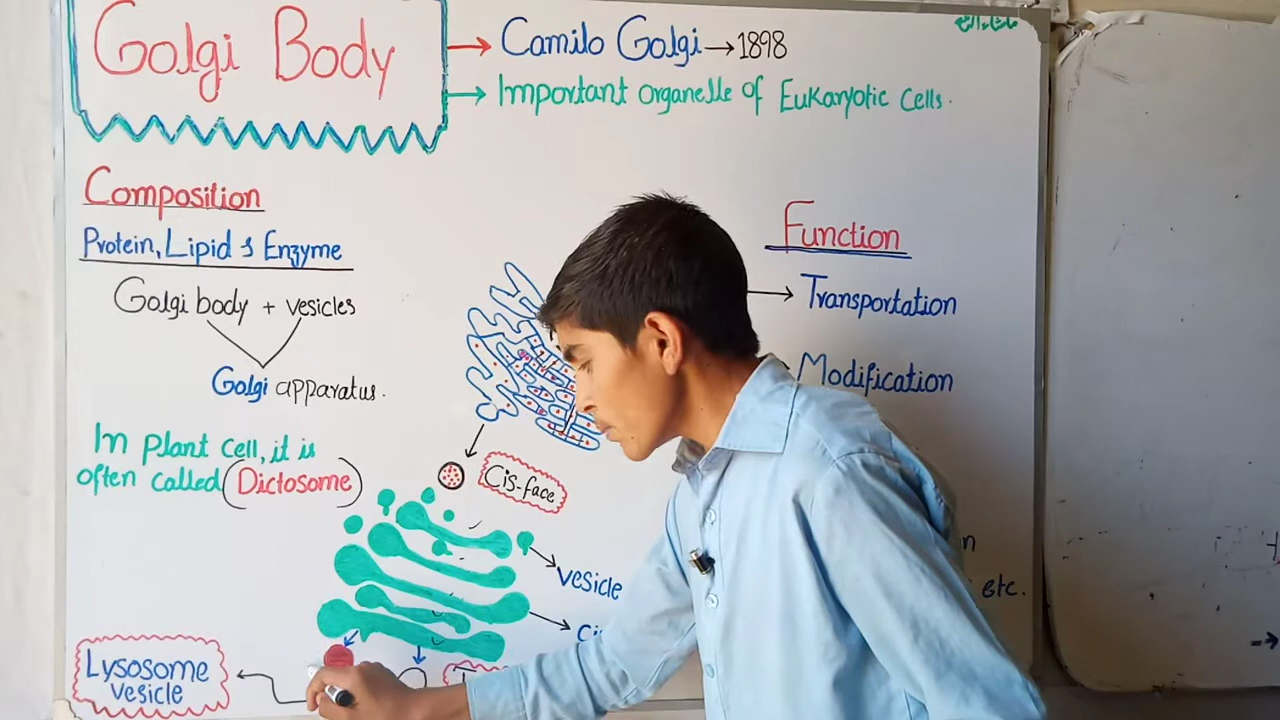 Golgi Body
Camilo Golgi → 1898
Important organelle of Eukaryotic Cells.
Composition
Protein, Lipid & Enzyme
Golgi body + vesicles
Golgi apparatus.
In plant cell, it is
often called (Dictosome)
Function
Transportation
Modification
Cis-face
vesicle
etc.
Lysosome
vesicle